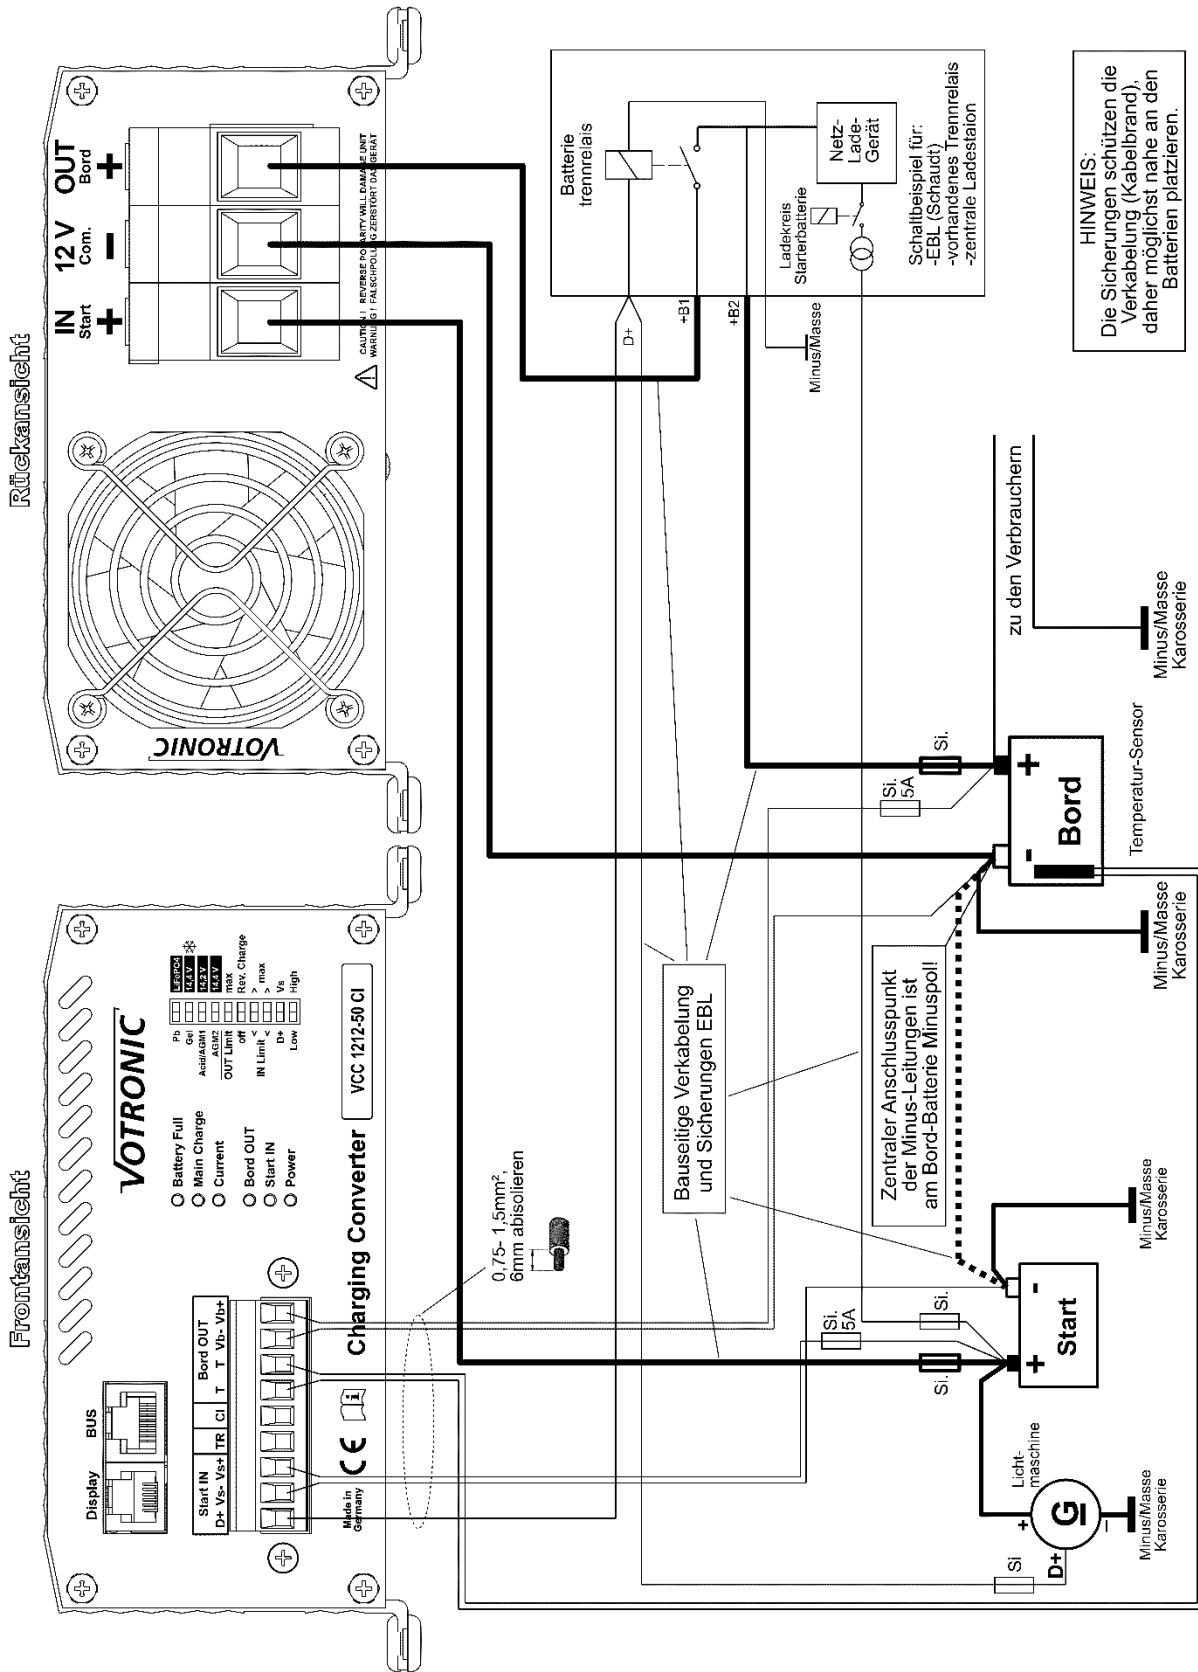 Frontansicht
Rückansicht
Display
BUS
Start IN
Bord OUT
D+ Vs- Vs+
TR
CI
T
T
Vb-
Vb+
Made in
Germany
CE
Charging Converter
VCC 1212-50 CI
VOTRONIC
Battery Full
Main Charge
Current
Bord OUT
Start IN
Power
Pb
LiFePO4
Gel
14,4 V
Acid/AGM1
14,2 V
AGM2
14,4 V
OUT Limit
max
off
Rev. Charge
<
>
IN Limit <
> max
D+
Vs
Low
High
VOTRONIC
IN
Start
+
12 V
Com.
-
OUT
Bord
+
CAUTION ! REVERSE POLARITY WILL DAMAGE UNIT
WARNUNG ! FALSCHPOLUNG ZERSTÖRT DAS GERÄT
0,75- 1,5mm²,
6mm abisolieren
Batterie
trennrelais
Netz-
Lade-
Gerät
Ladekreis
Starterbatterie
Schaltbeispiel für:
-EBL (Schaudt)
-vorhandenes Trennrelais
-zentrale Ladestaion
D+
+B1
+B2
Minus/Masse
Bauseitige Verkabelung
und Sicherungen EBL
Zentraler Anschlusspunkt
der Minus-Leitungen ist
am Bord-Batterie Minuspol!
HINWEIS:
Die Sicherungen schützen die
Verkabelung (Kabelbrand),
daher möglichst nahe an den
Batterien platzieren.
zu den Verbrauchern
Minus/Masse
Karosserie
Si.
Si.
5A
+
-
Bord
Temperatur-Sensor
Minus/Masse
Karosserie
Minus/Masse
Karosserie
Si.
5A
Si.
Si.
+
-
Start
Licht-
maschine
+
G
-
D+
Si
Minus/Masse
Karosserie